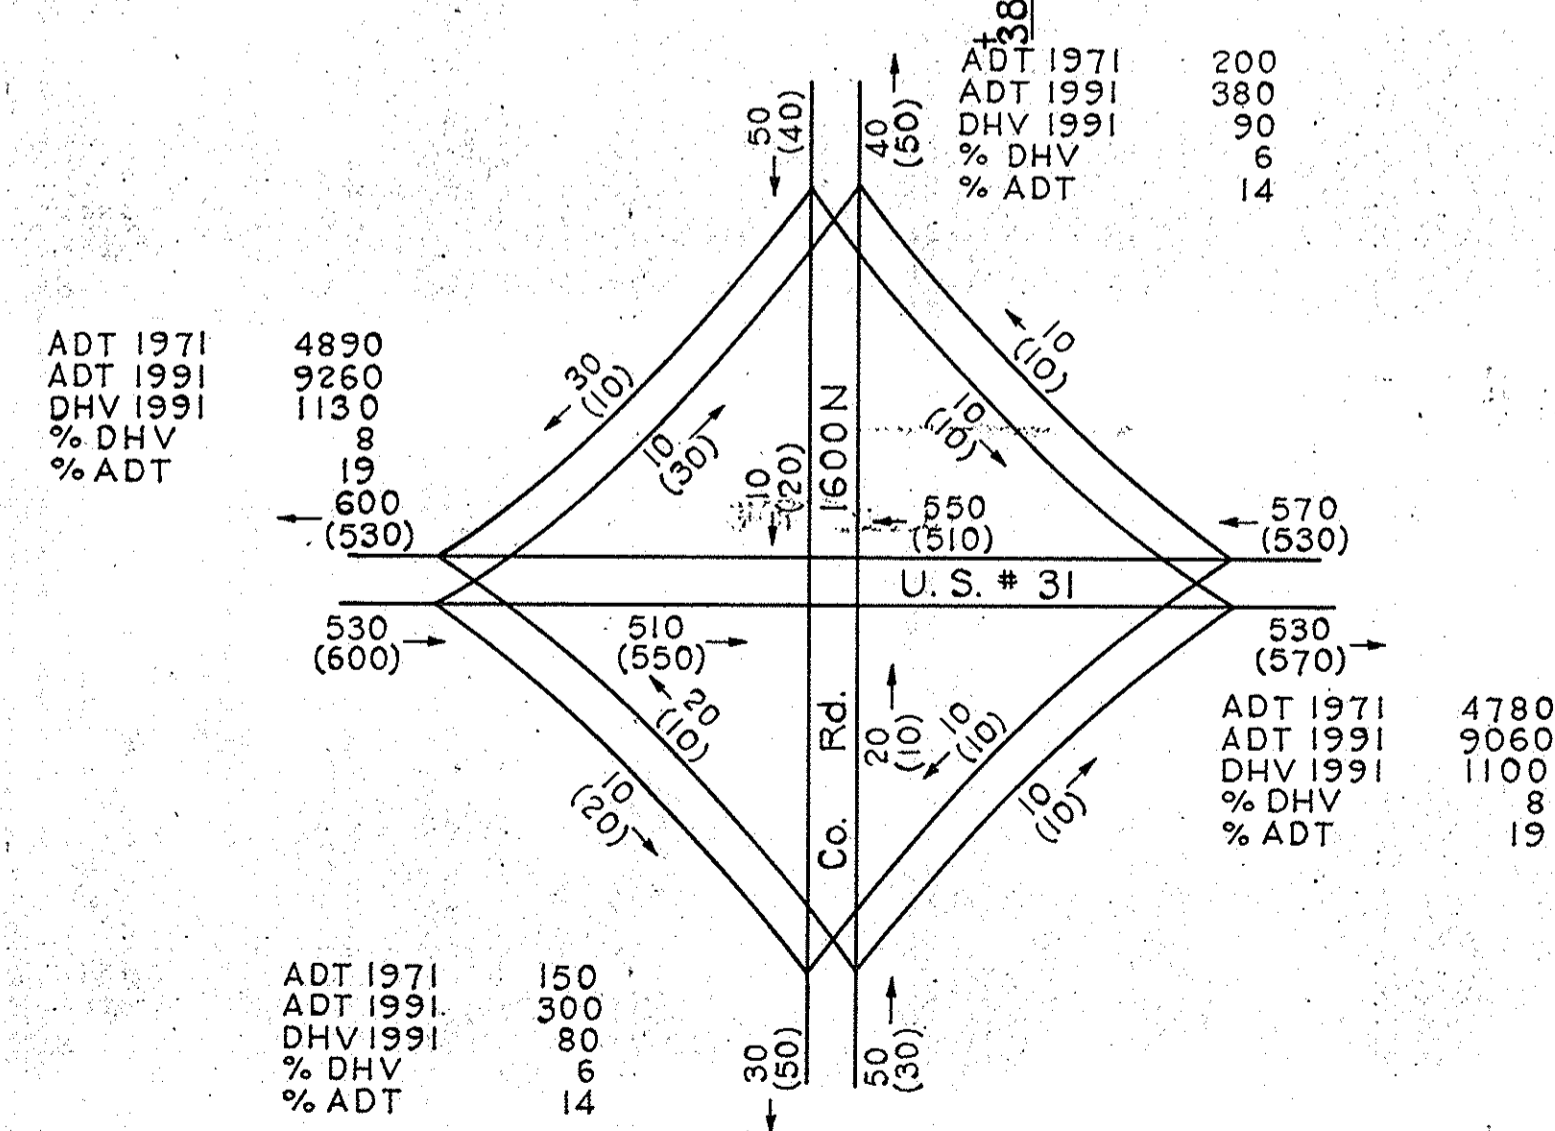 +38
ADT 1971 200
ADT 1991 380
DHV 1991 90
% DHV 6
% ADT 14
50
(40)
40
(50)
ADT 1971 4890
ADT 1991 9260
DHV 1991 1130
% DHV 8
% ADT 19
600
(530)
30
(10)
10
(30)
10
(20)
1600 N
10
(10)
10
(10)
550
(510)
570
(530)
U. S. # 31
530
(600)
510
(550)
530
(570)
20
(10)
10
(20)
Co. Rd.
20
(10)
10
(10)
10
(10)
ADT 1971 4780
ADT 1991 9060
DHV 1991 1100
% DHV 8
% ADT 19
ADT 1971 150
ADT 1991 300
DHV 1991 80
% DHV 6
% ADT 14
30
(50)
50
(30)